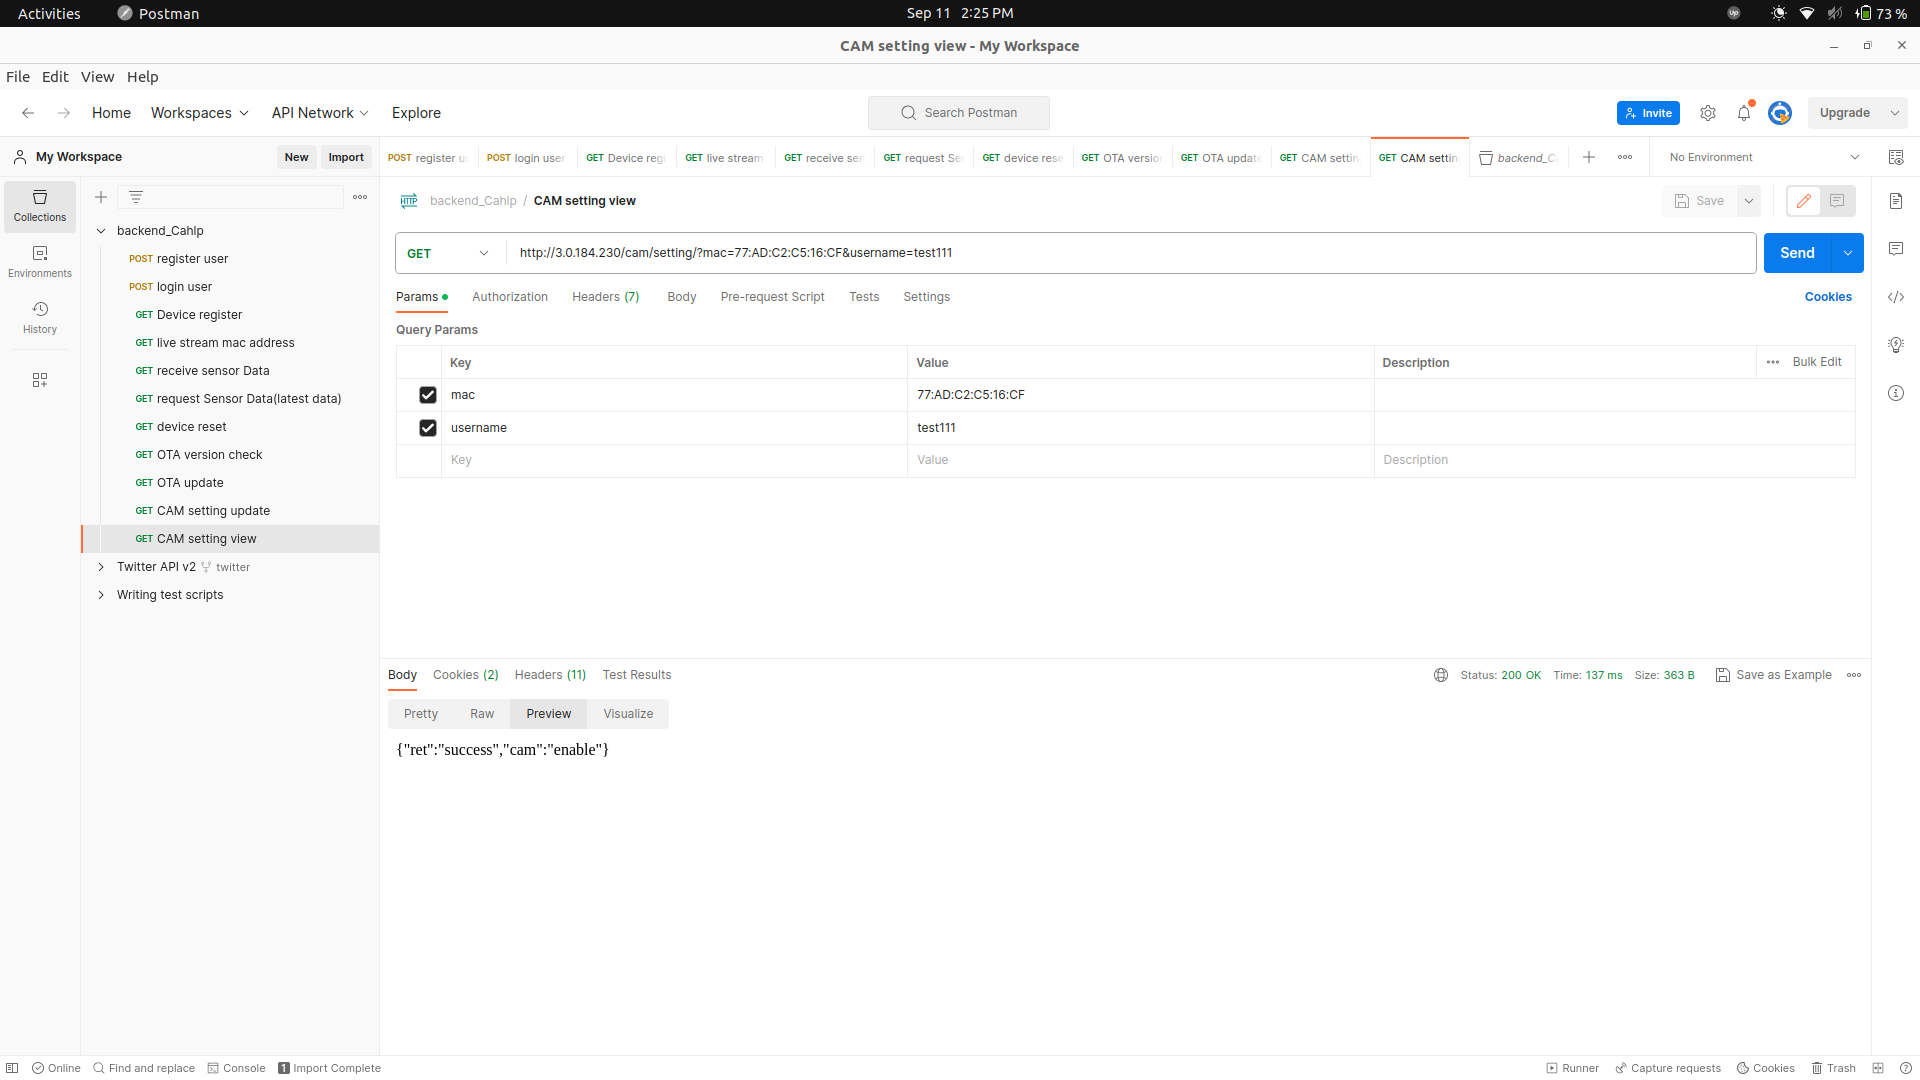 Activities Postman Sep 11 2:25 PM 73 %
CAM setting view - My Workspace
File Edit View Help
Home Workspaces API Network Explore Search Postman Invite Upgrade
My Workspace New Import
POST register u POST login user GET Device regi GET live stream GET receive sen GET request Se GET device rese GET OTA versio GET OTA update GET CAM settin GET CAM settin backend_C No Environment
Collections
Environments
History
backend_Cahlp
POST register user
POST login user
GET Device register
GET live stream mac address
GET receive sensor Data
GET request Sensor Data(latest data)
GET device reset
GET OTA version check
GET OTA update
GET CAM setting update
GET CAM setting view
Twitter API v2 twitter
Writing test scripts
HTTP backend_Cahlp / CAM setting view Save
GET http://3.0.184.230/cam/setting/?mac=77:AD:C2:C5:16:CF&username=test111 Send
Params Authorization Headers (7) Body Pre-request Script Tests Settings Cookies
Query Params
Key Value Description Bulk Edit
mac 77:AD:C2:C5:16:CF
username test111
Key Value Description
Body Cookies (2) Headers (11) Test Results Status: 200 OK Time: 137 ms Size: 363 B Save as Example
Pretty Raw Preview Visualize
{"ret":"success","cam":"enable"}
Online Find and replace Console 1 Import Complete Runner Capture requests Cookies Trash